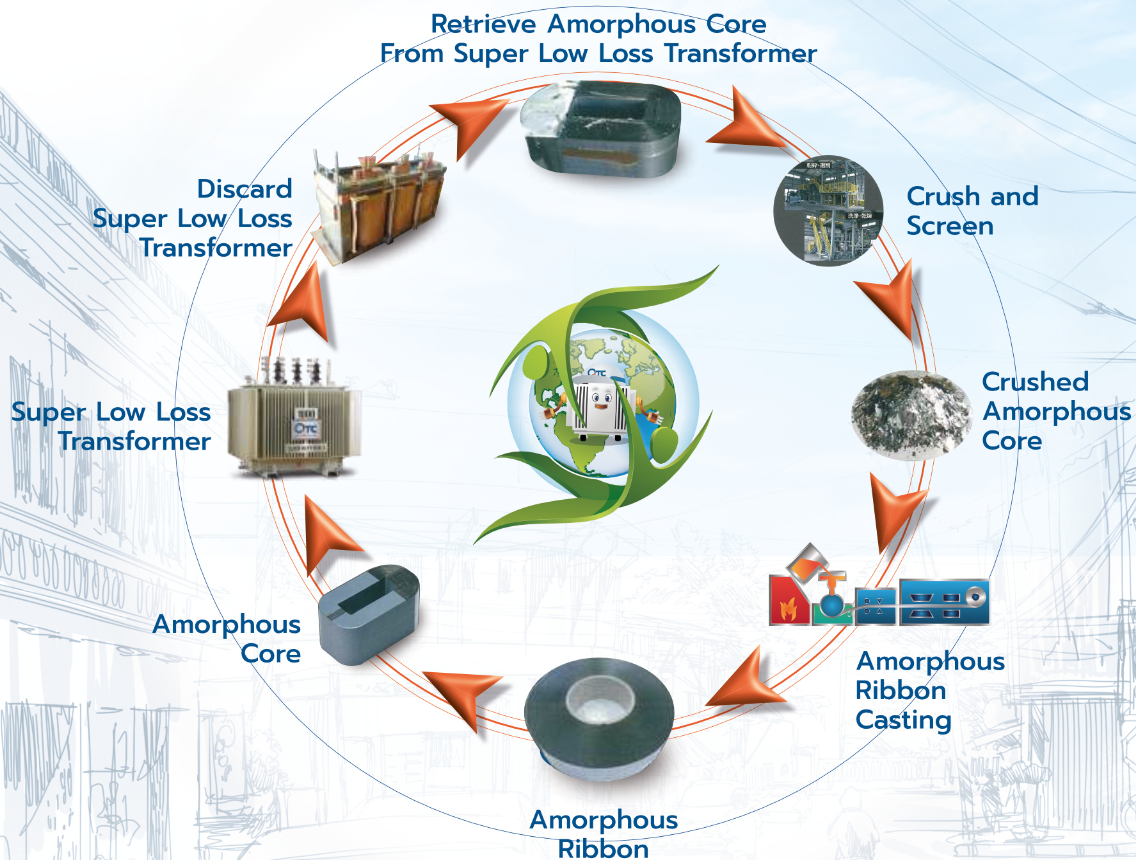 Retrieve Amorphous Core
From Super Low Loss Transformer
Crush and
Screen
Crushed
Amorphous
Core
Amorphous
Ribbon
Casting
Amorphous
Ribbon
Amorphous
Core
Super Low Loss
Transformer
Discard
Super Low Loss
Transformer